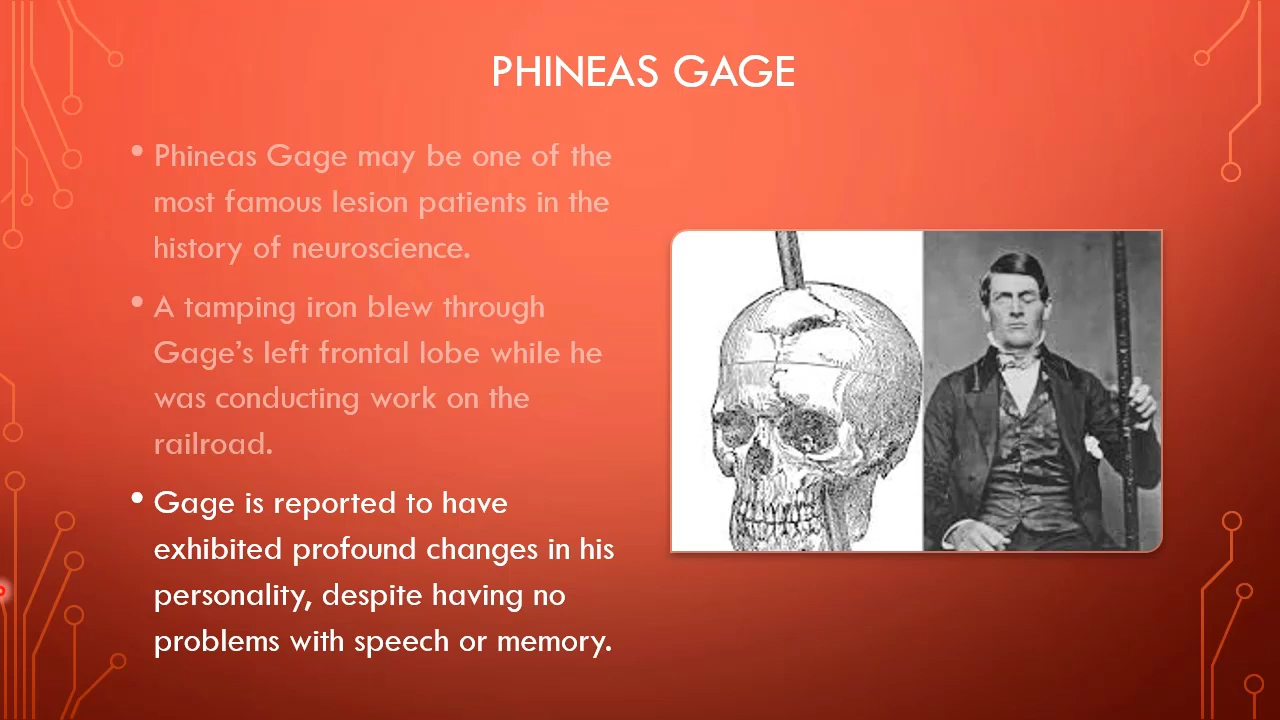 PHINEAS GAGE
• Phineas Gage may be one of the
most famous lesion patients in the
history of neuroscience.
• A tamping iron blew through
Gage’s left frontal lobe while he
was conducting work on the
railroad.
• Gage is reported to have
exhibited profound changes in his
personality, despite having no
problems with speech or memory.